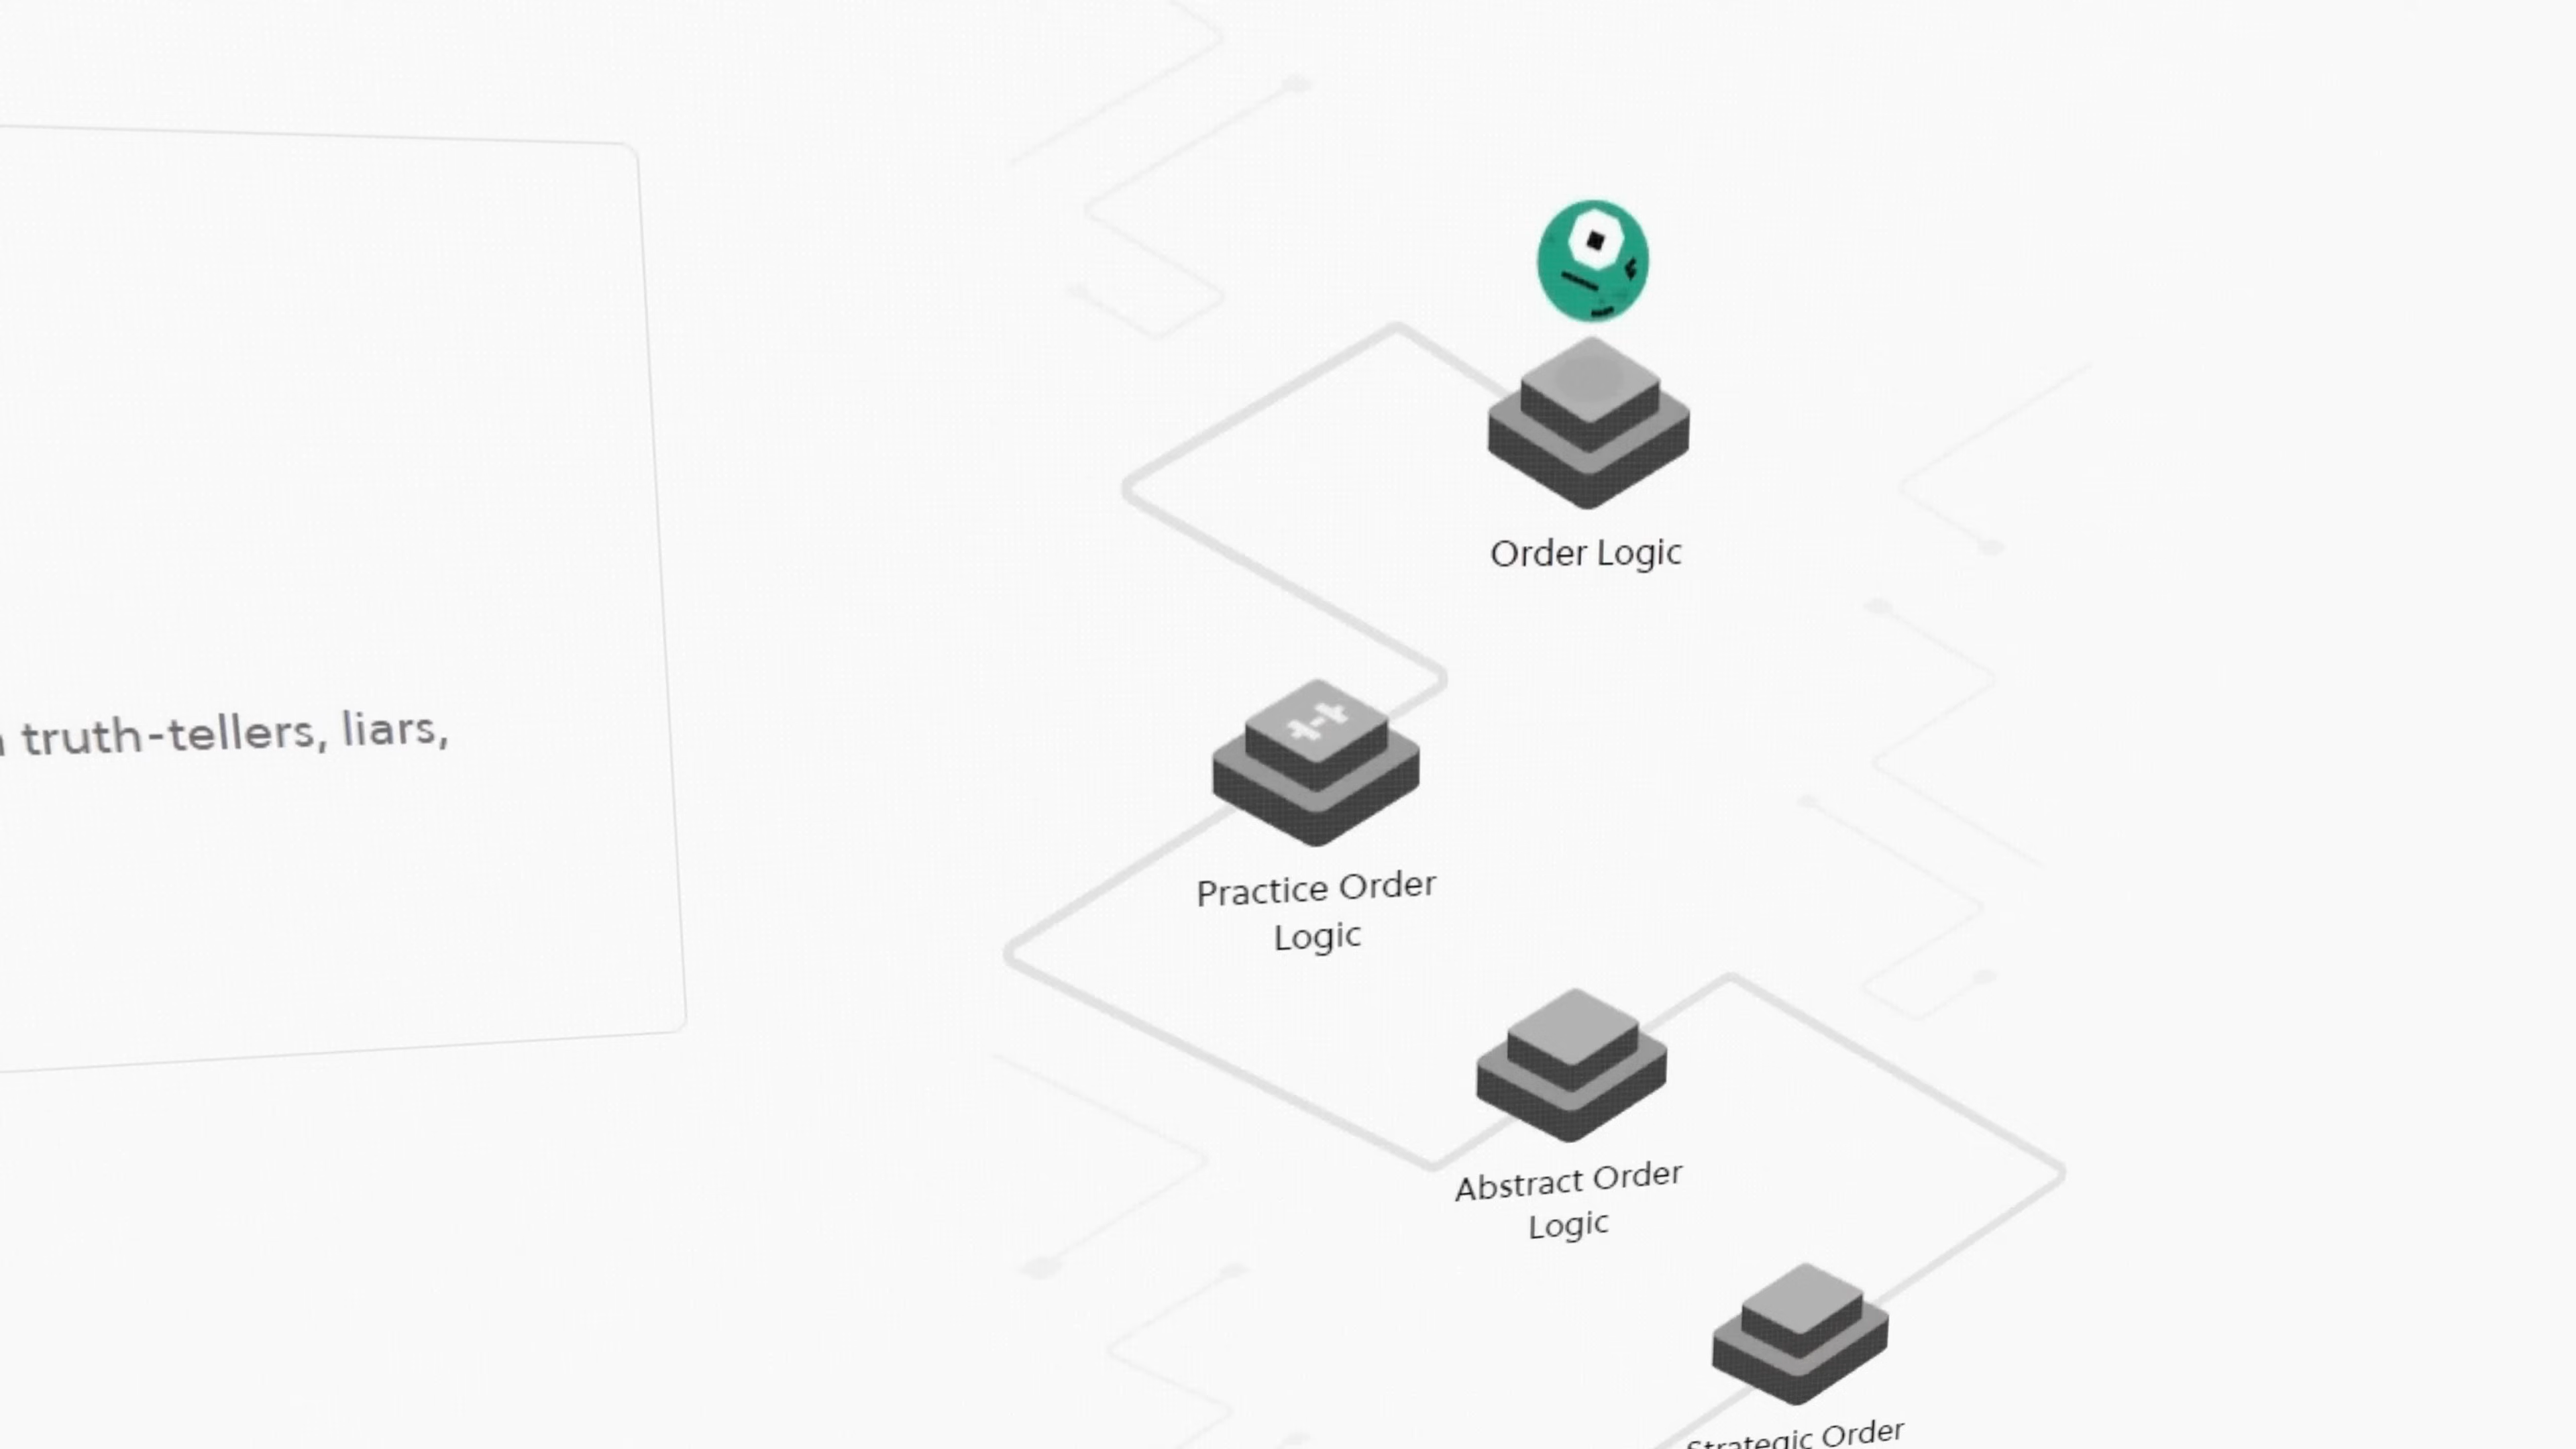 truth-tellers, liars,
Order Logic
Practice Order
Logic
Abstract Order
Logic
Strategic Order